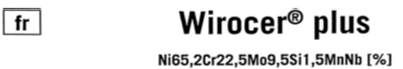 fr
Wirocer® plus
Ni65,2Cr22,5Mo9,5Si1,5MnNb [%]